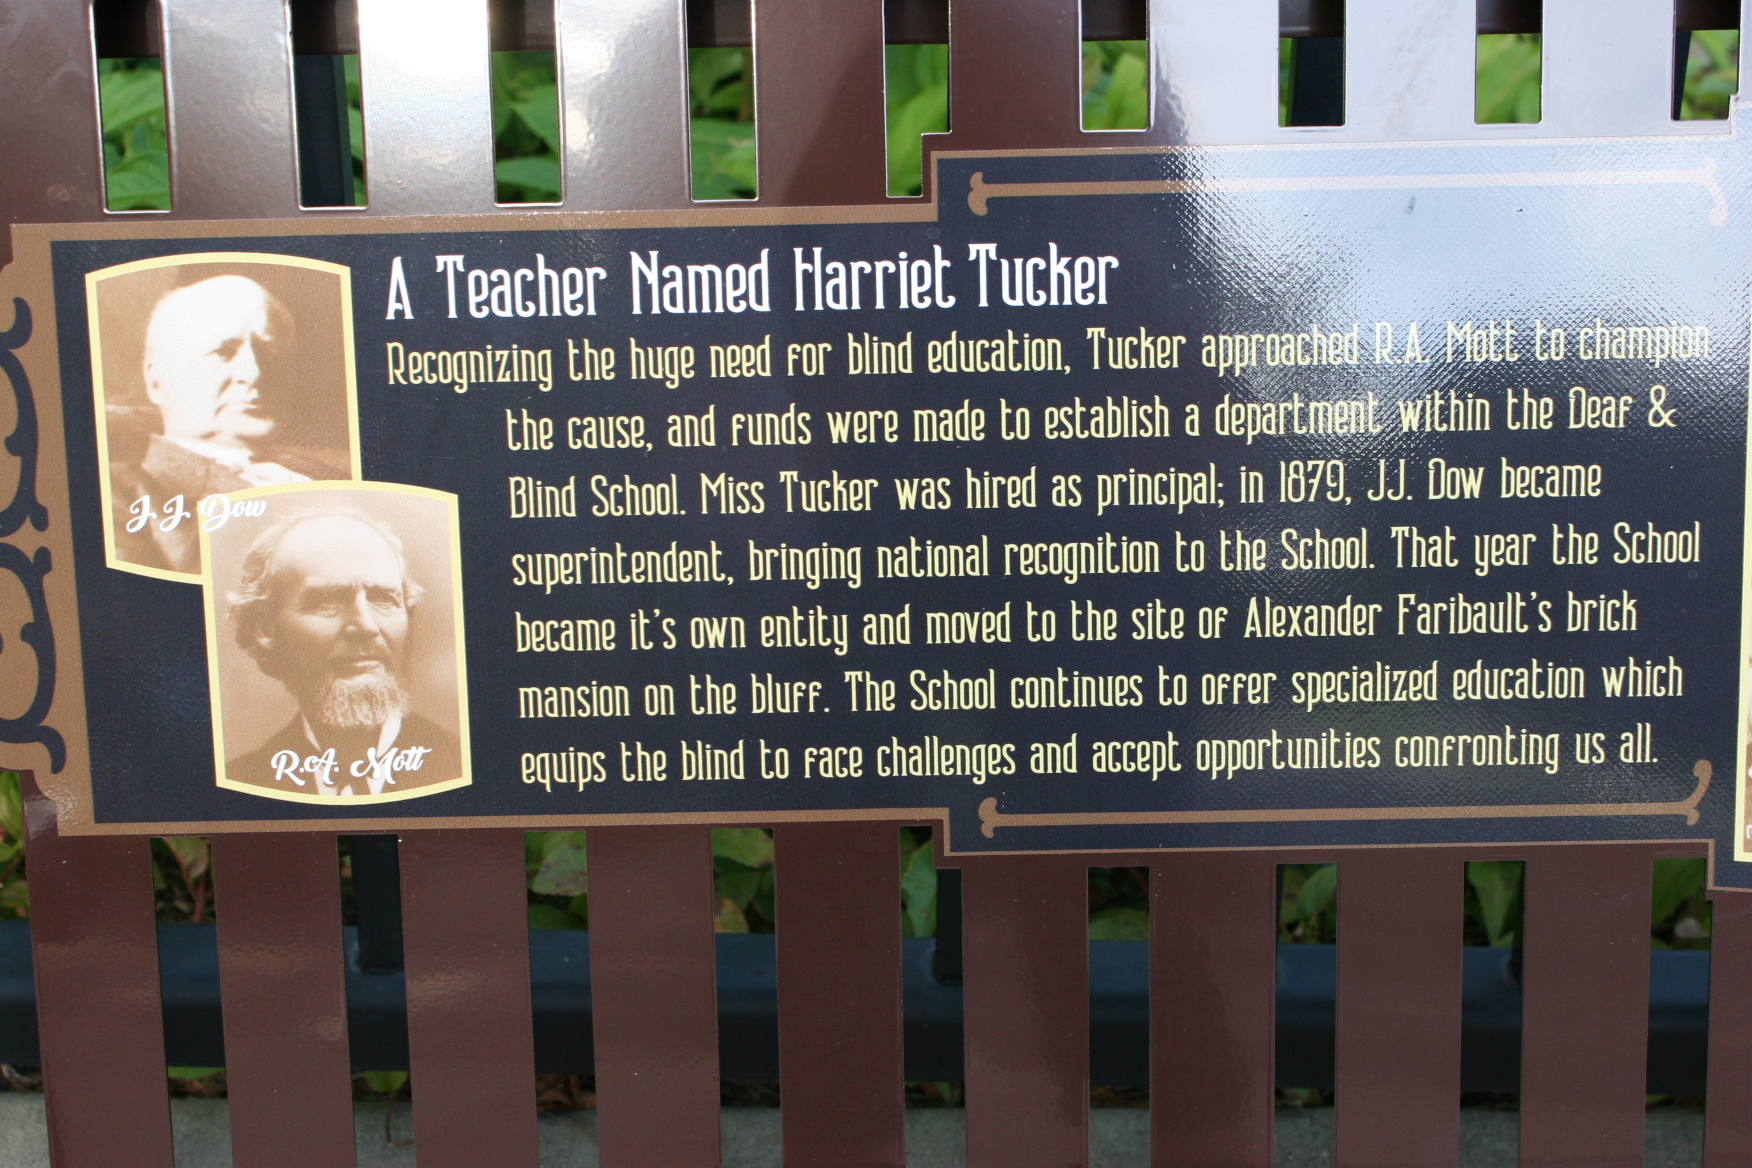 A Teacher Named Harriet Tucker
Recognizing the huge need for blind education, Tucker approached R.A. Mott to champion
the cause, and funds were made to establish a department within the Deaf &
Blind School. Miss Tucker was hired as principal; in 1879, J.J. Dow became
superintendent, bringing national recognition to the School. That year the School
became it's own entity and moved to the site of Alexander Faribault's brick
mansion on the bluff. The School continues to offer specialized education which
equips the blind to face challenges and accept opportunities confronting us all.
J.J. Dow
R.A. Mott